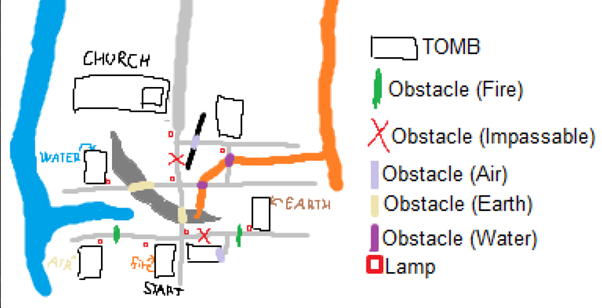 CHURCH
WATER
EARTH
AIR
FIRE
START
TOMB
Obstacle (Fire)
Obstacle (Impassable)
Obstacle (Air)
Obstacle (Earth)
Obstacle (Water)
Lamp